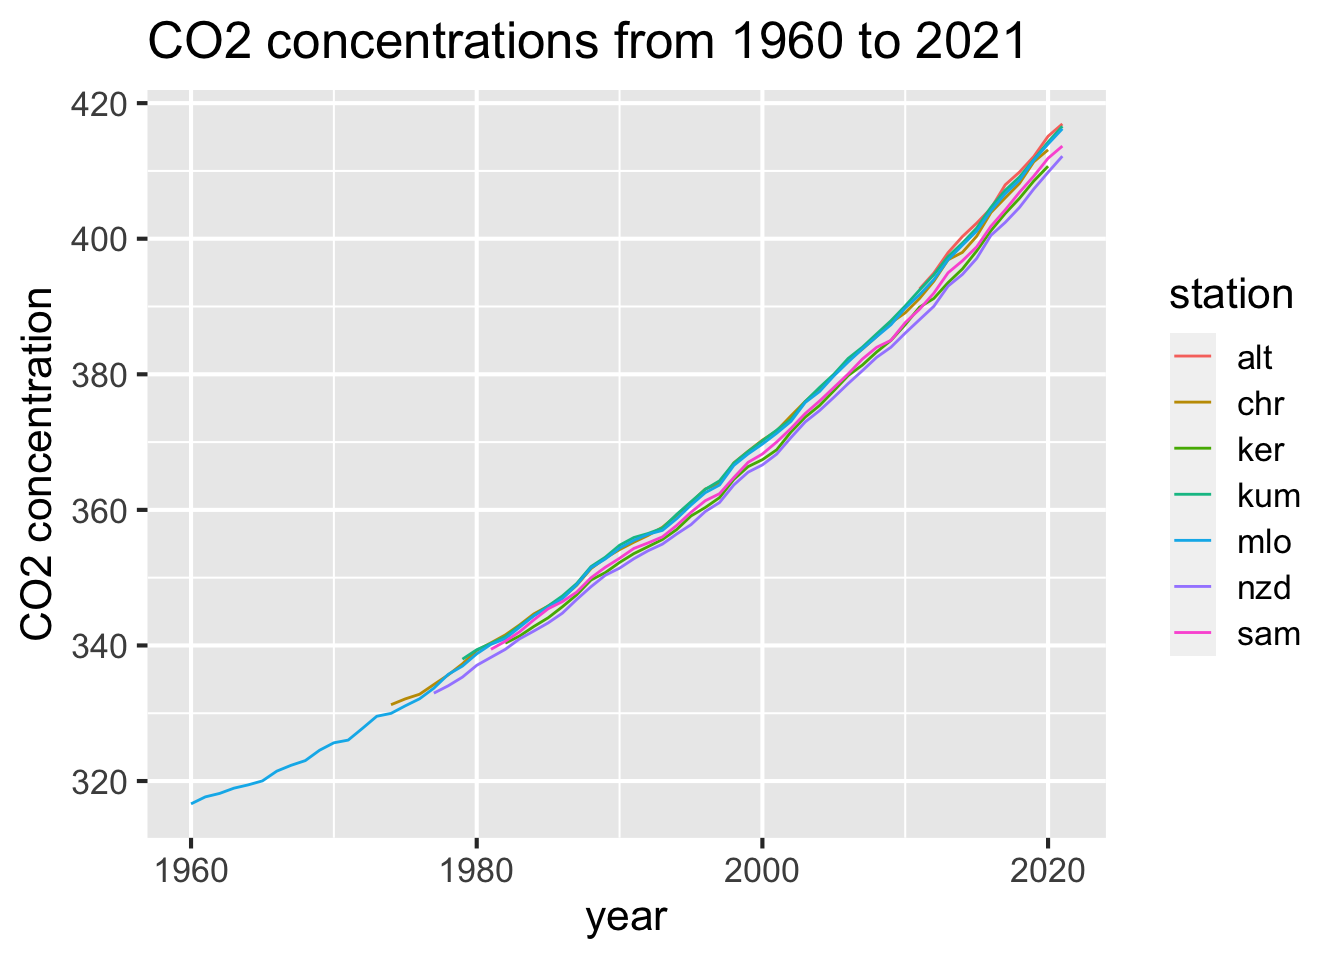 CO2 concentrations from 1960 to 2021
420
400
380
360
340
320
CO2 concentration
1960 1980 2000 2020
year
station
alt
chr
ker
kum
mlo
nzd
sam